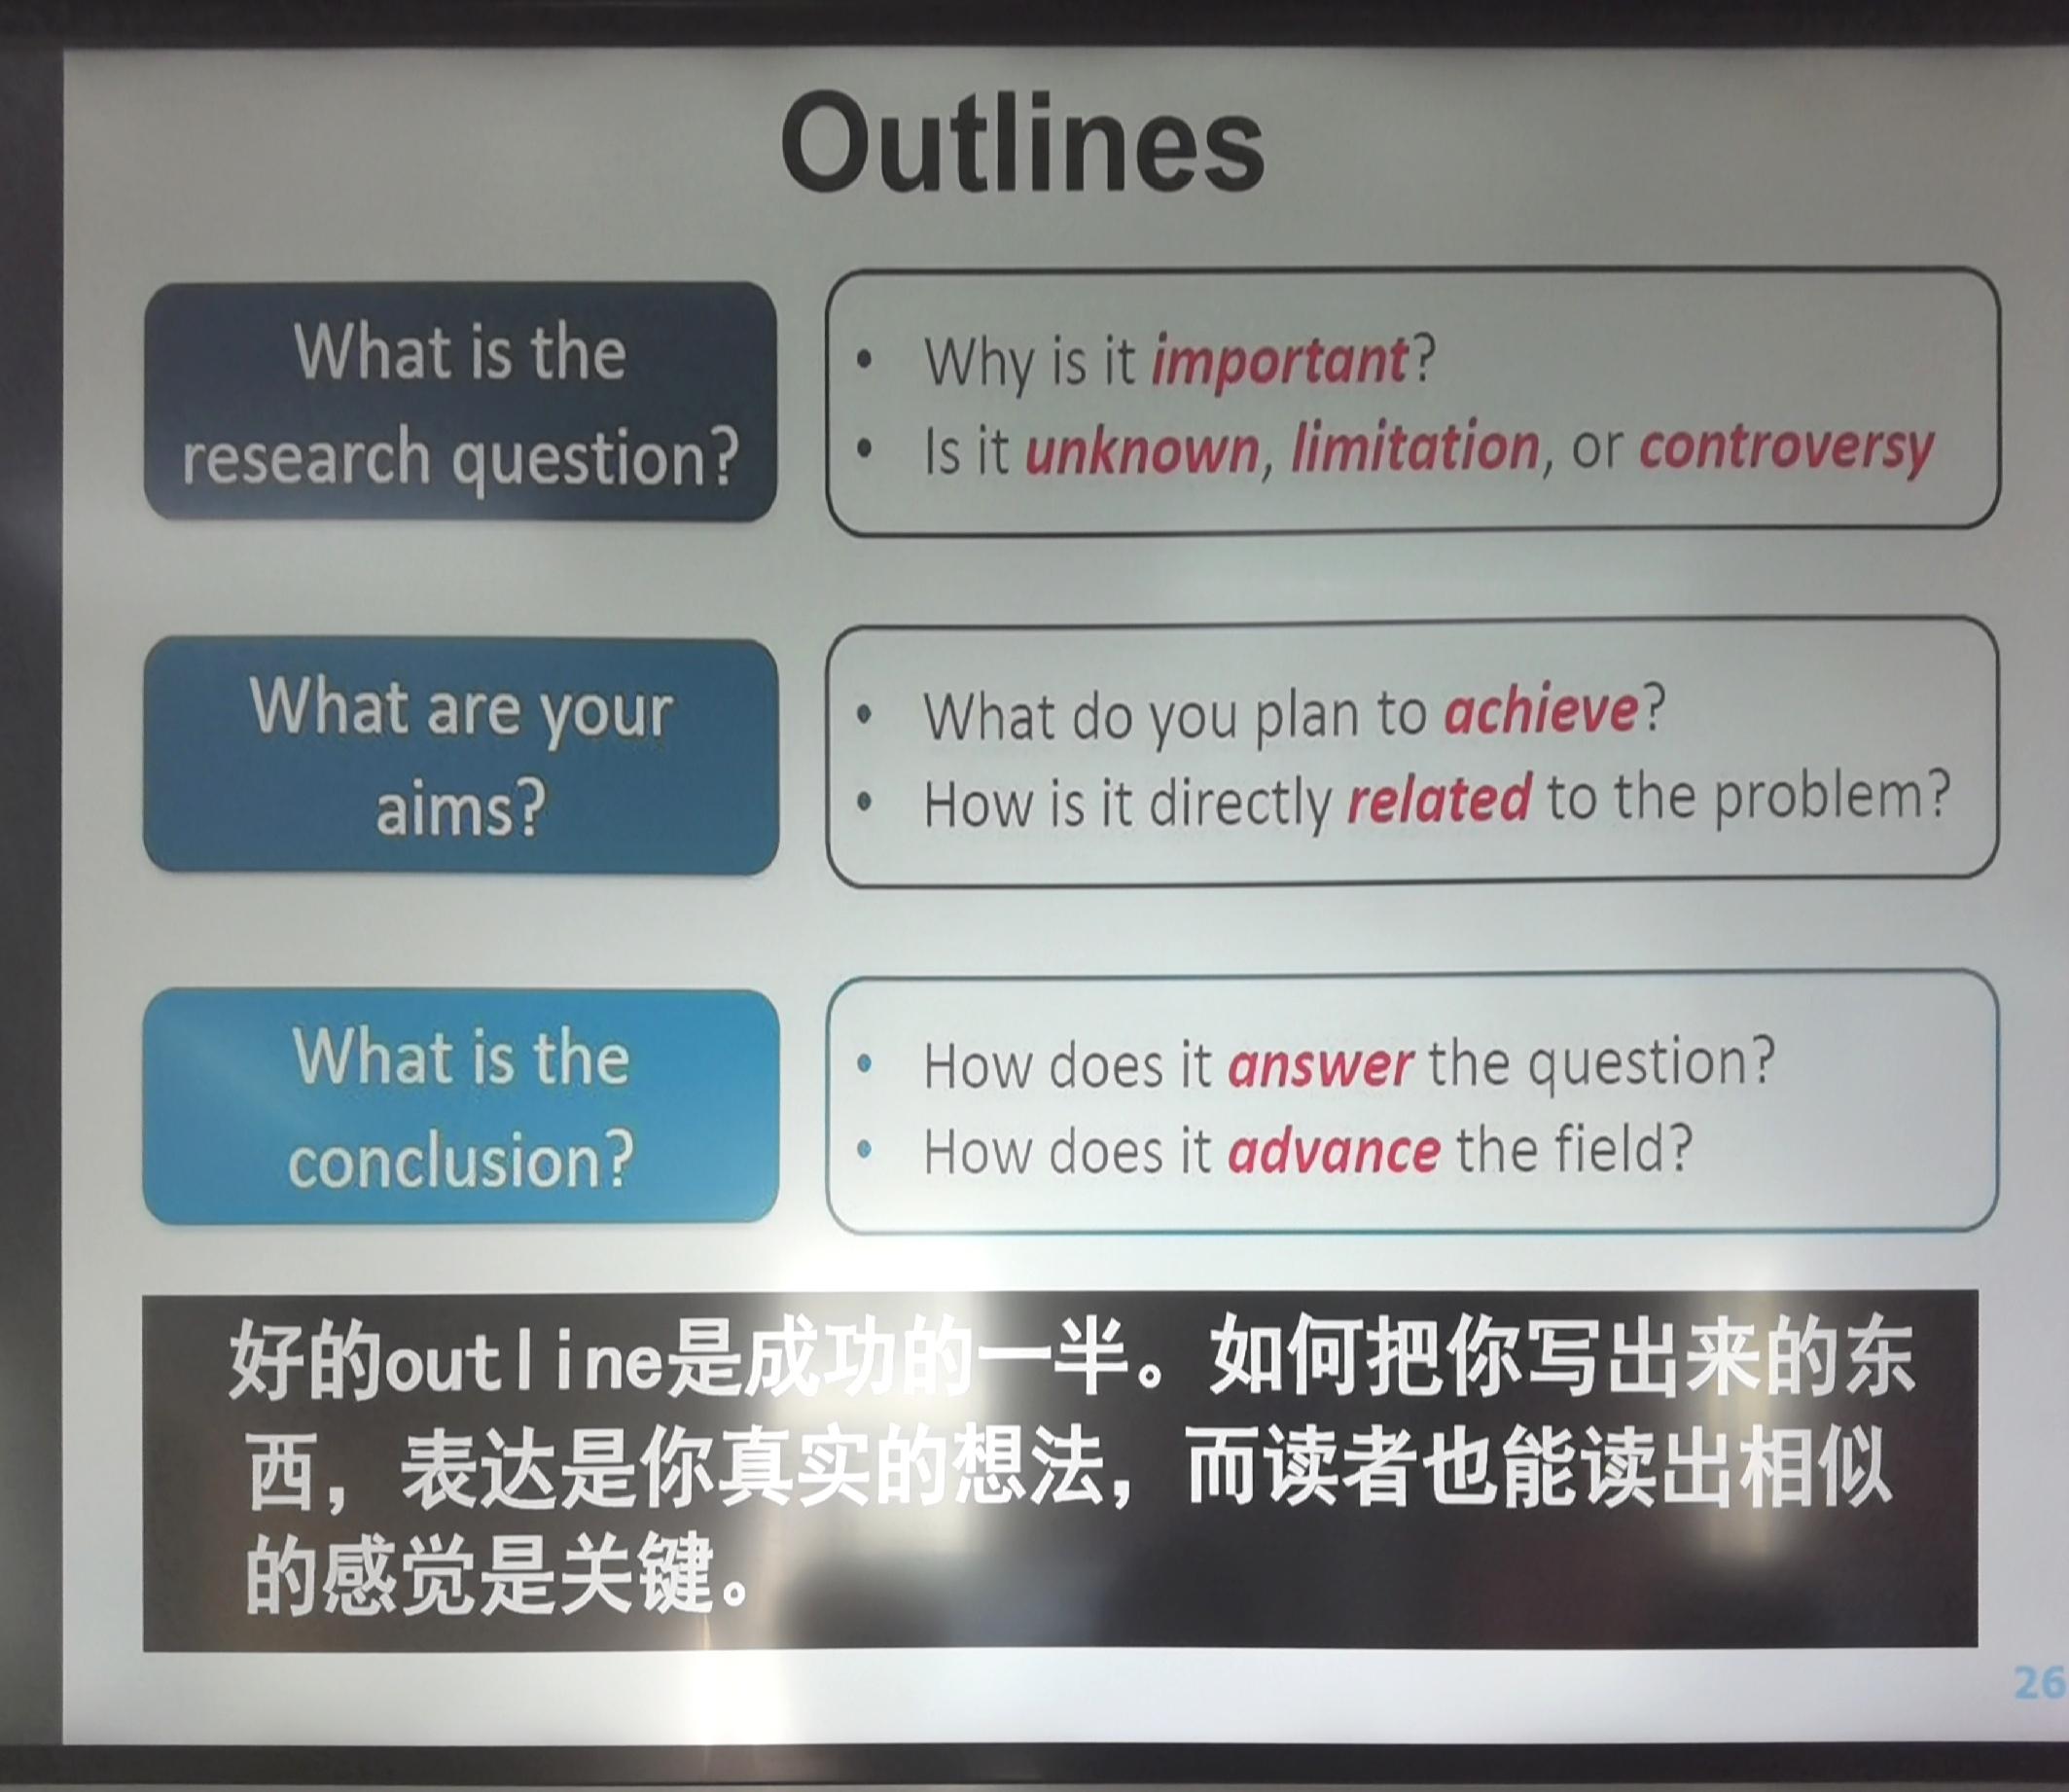 Outlines
What is the
research question?
• Why is it important?
• Is it unknown, limitation, or controversy
What are your
aims?
• What do you plan to achieve?
• How is it directly related to the problem?
What is the
conclusion?
• How does it answer the question?
• How does it advance the field?
好的outline是成功的一半。如何把你写出来的东
西，表达是你真实的想法，而读者也能读出相似
的感觉是关键。
26